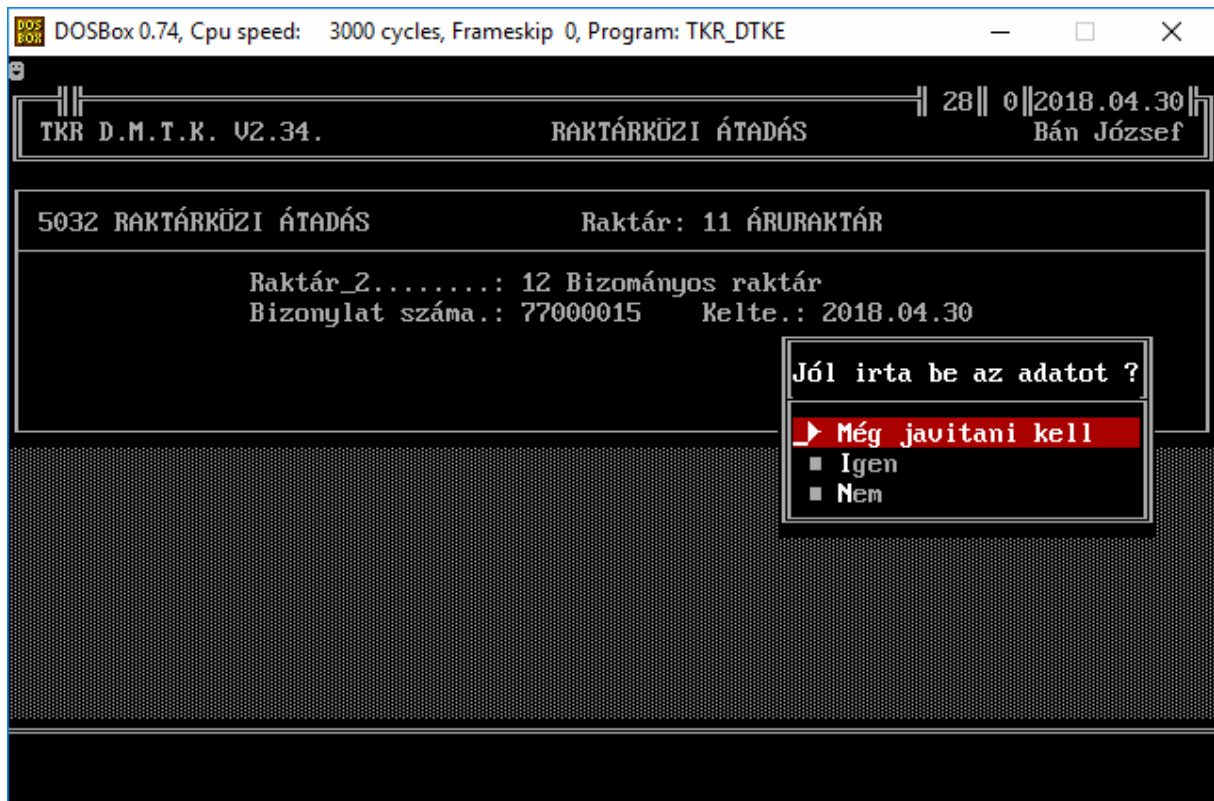 DOSBox 0.74, Cpu speed: 3000 cycles, Frameskip 0, Program: TKR_DTKE
28 0 2018.04.30
TKR D.M.T.K. V2.34. RAKTÁRKÖZI ÁTADÁS Bán József
5032 RAKTÁRKÖZI ÁTADÁS Raktár: 11 ÁRURAKTÁR
Raktár_2........: 12 Bizományos raktár
Bizonylat száma.: 77000015 Kelte.: 2018.04.30
Jól irta be az adatot ?
Még javitani kell
Igen
Nem